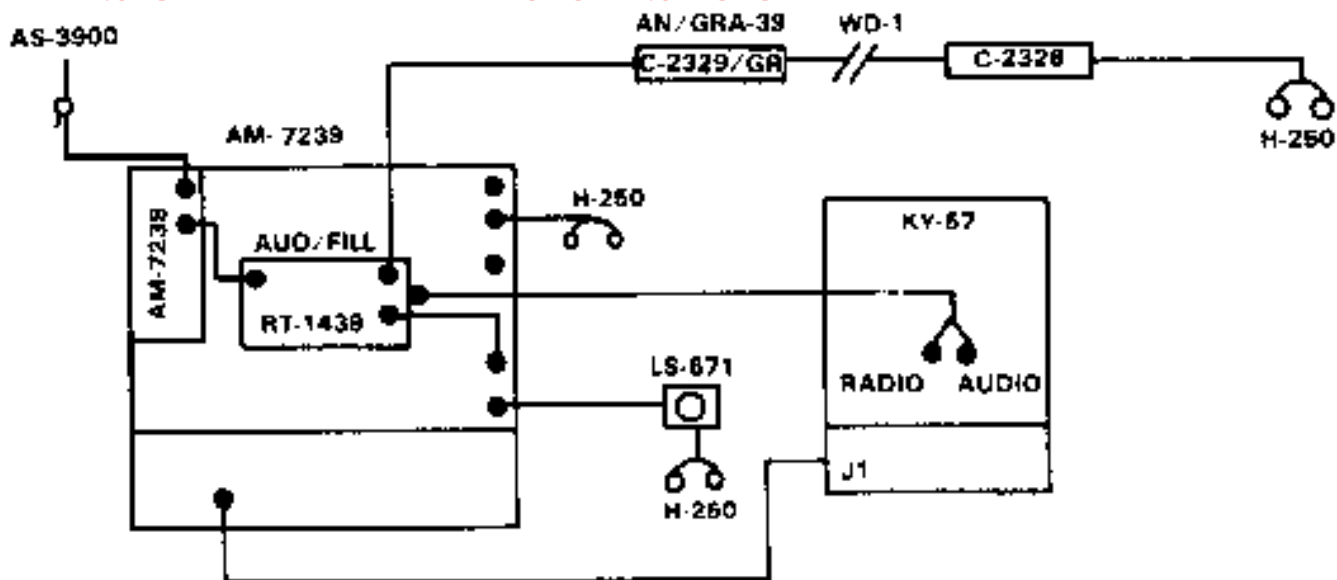 AS-3900
AN/GRA-39
WD-1
C-2329/GR
C-2328
H-250
AM-7239
H-250
AM-7238
AUD/FILL
RT-1439
KY-57
RADIO AUDIO
LS-671
H-250
J1